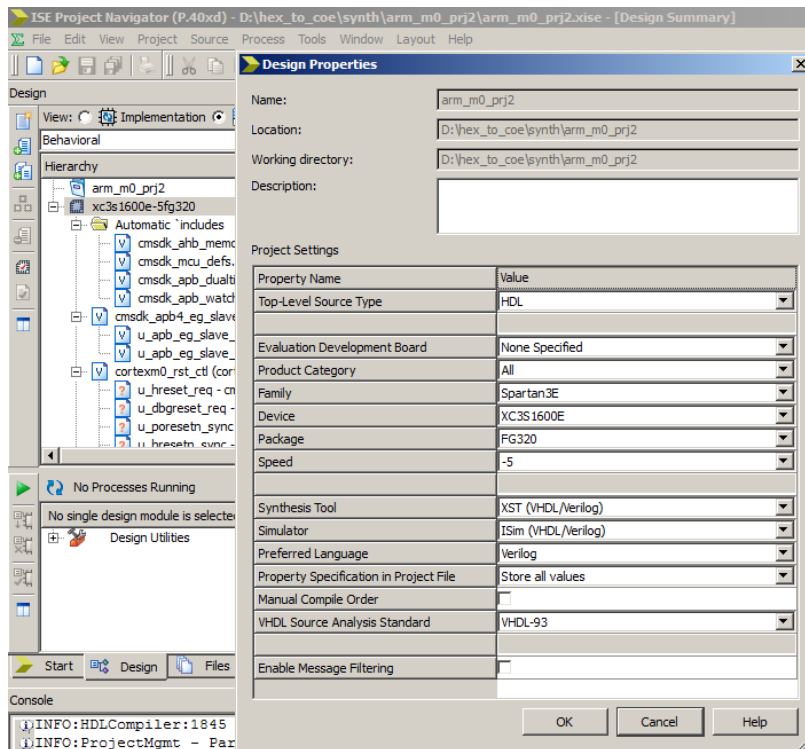 ISE Project Navigator (P.40xd) - D:\hex_to_coe\synth\arm_m0_prj2\arm_m0_prj2.xise - [Design Summary]
File Edit View Project Source Process Tools Window Layout Help
Design
View: Implementation
Behavioral
Hierarchy
arm_m0_prj2
xc3s1600e-5fg320
Automatic `includes
cmsdk_ahb_memo
cmsdk_mcu_defs.
cmsdk_apb_dualti
cmsdk_apb_watch
cmsdk_apb4_eg_slave
u_apb_eg_slave_
u_apb_eg_slave_
cortexm0_rst_ctl (cor
u_hreset_req - cm
u_dbgreset_req -
u_poresetn_sync
u_hresetn_sync -
No Processes Running
No single design module is selecte
Design Utilities
Start Design Files
Console
INFO:HDLCompiler:1845
INFO:ProjectMgmt - Par
Design Properties
Name: arm_m0_prj2
Location: D:\hex_to_coe\synth\arm_m0_prj2
Working directory: D:\hex_to_coe\synth\arm_m0_prj2
Description:
Project Settings
Property Name Value
Top-Level Source Type HDL
Evaluation Development Board None Specified
Product Category All
Family Spartan3E
Device XC3S1600E
Package FG320
Speed -5
Synthesis Tool XST (VHDL/Verilog)
Simulator ISim (VHDL/Verilog)
Preferred Language Verilog
Property Specification in Project File Store all values
Manual Compile Order
VHDL Source Analysis Standard VHDL-93
Enable Message Filtering
OK Cancel Help